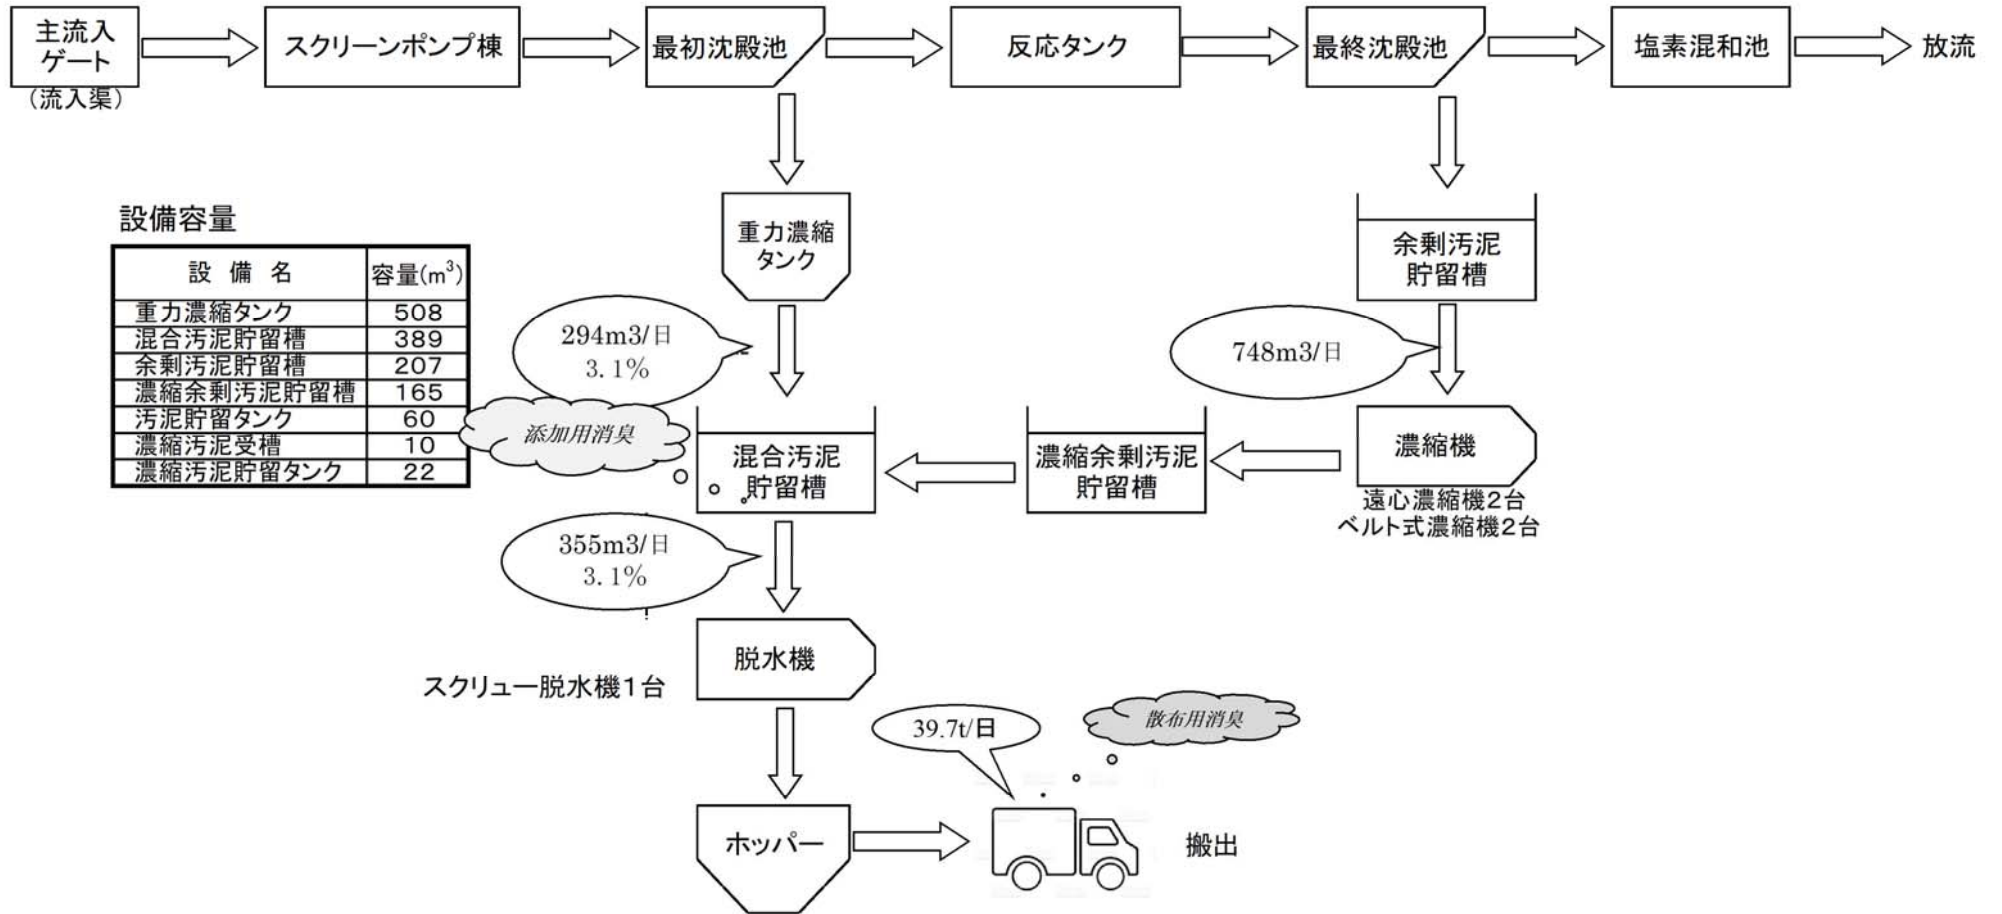 主流入
ゲート
(流入渠)
スクリーンポンプ棟
最初沈殿池
反応タンク
最終沈殿池
塩素混和池
放流
設備容量
設 備 名 容量(m³)
重力濃縮タンク 508
混合汚泥貯留槽 389
余剰汚泥貯留槽 207
濃縮余剰汚泥貯留槽 165
汚泥貯留タンク 60
濃縮汚泥受槽 10
濃縮汚泥貯留タンク 22
重力濃縮
タンク
余剰汚泥
貯留槽
294m3/日
3.1%
748m3/日
添加用消臭
混合汚泥
貯留槽
濃縮余剰汚泥
貯留槽
濃縮機
遠心濃縮機2台
ベルト式濃縮機2台
355m3/日
3.1%
脱水機
スクリュー脱水機1台
39.7t/日
散布用消臭
ホッパー
搬出